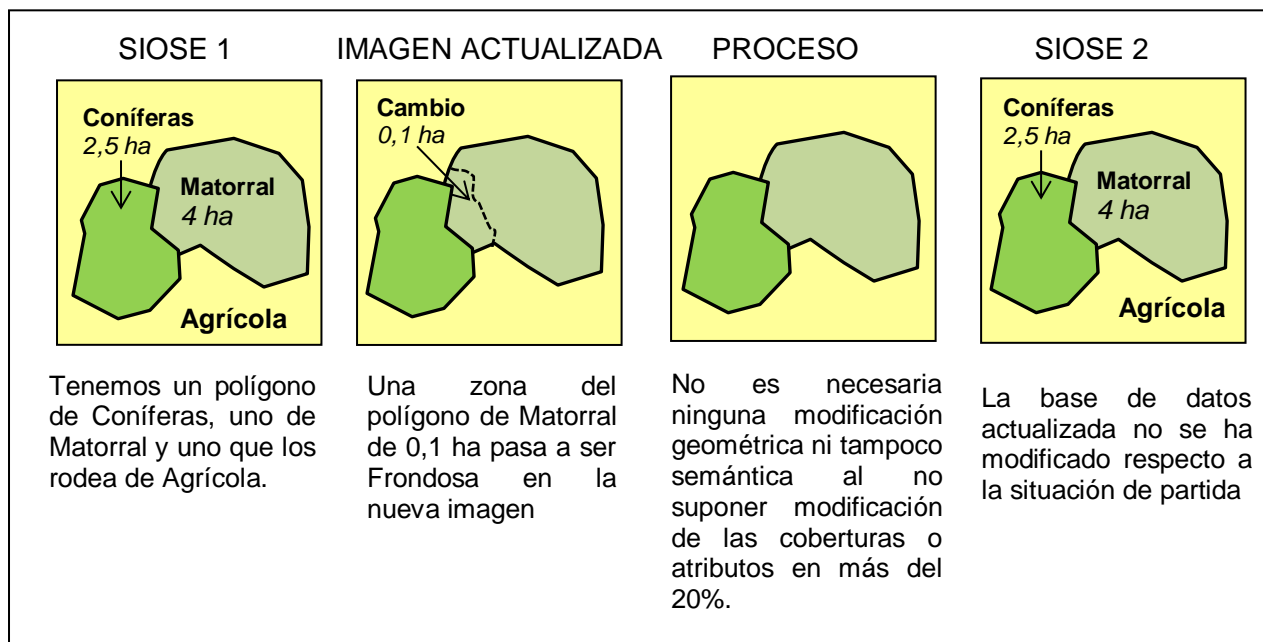 SIOSE 1
IMAGEN ACTUALIZADA
PROCESO
SIOSE 2
Coníferas
2,5 ha
Matorral
4 ha
Agrícola
Cambio
0,1 ha
Coníferas
2,5 ha
Matorral
4 ha
Agrícola
Tenemos un polígono
de Coníferas, uno de
Matorral y uno que los
rodea de Agrícola.
Una zona del
polígono de Matorral
de 0,1 ha pasa a ser
Frondosa en la
nueva imagen
No es necesaria
ninguna modificación
geométrica ni tampoco
semántica al no
suponer modificación
de las coberturas o
atributos en más del
20%.
La base de datos
actualizada no se ha
modificado respecto a
la situación de partida